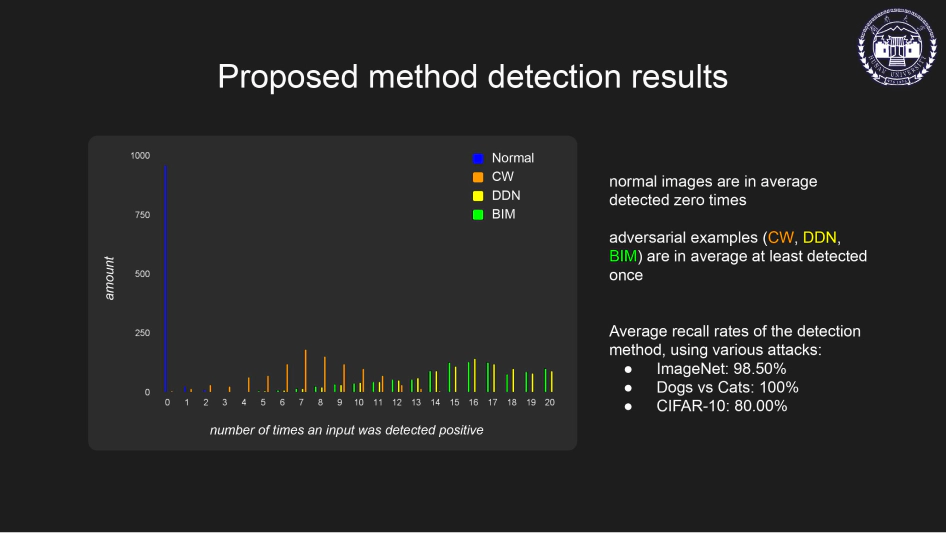 Proposed method detection results
1000
750
500
250
0
amount
Normal
CW
DDN
BIM
0 1 2 3 4 5 6 7 8 9 10 11 12 13 14 15 16 17 18 19 20
number of times an input was detected positive
normal images are in average
detected zero times
adversarial examples (CW, DDN,
BIM) are in average at least detected
once
Average recall rates of the detection
method, using various attacks:
● ImageNet: 98.50%
● Dogs vs Cats: 100%
● CIFAR-10: 80.00%
HUNAN UNIVERSITY